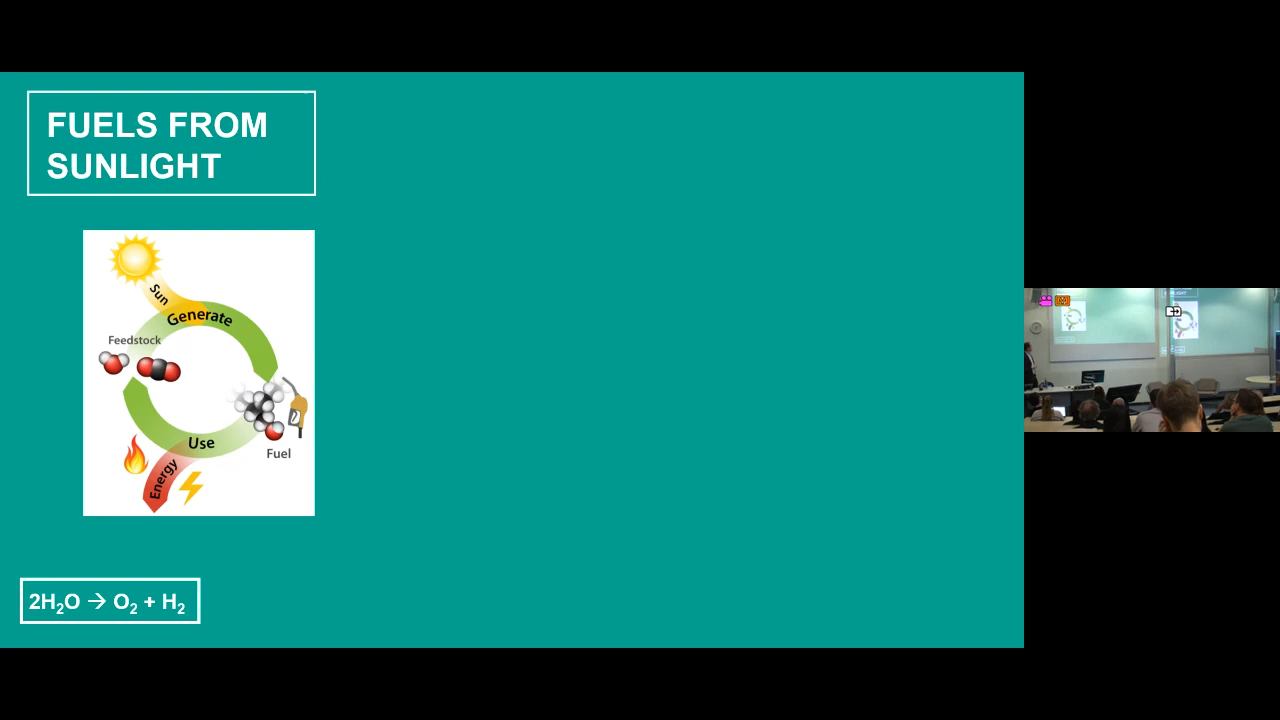 FUELS FROM
SUNLIGHT
Sun
Generate
Feedstock
Use
Fuel
Energy
2H₂O → O₂ + H₂